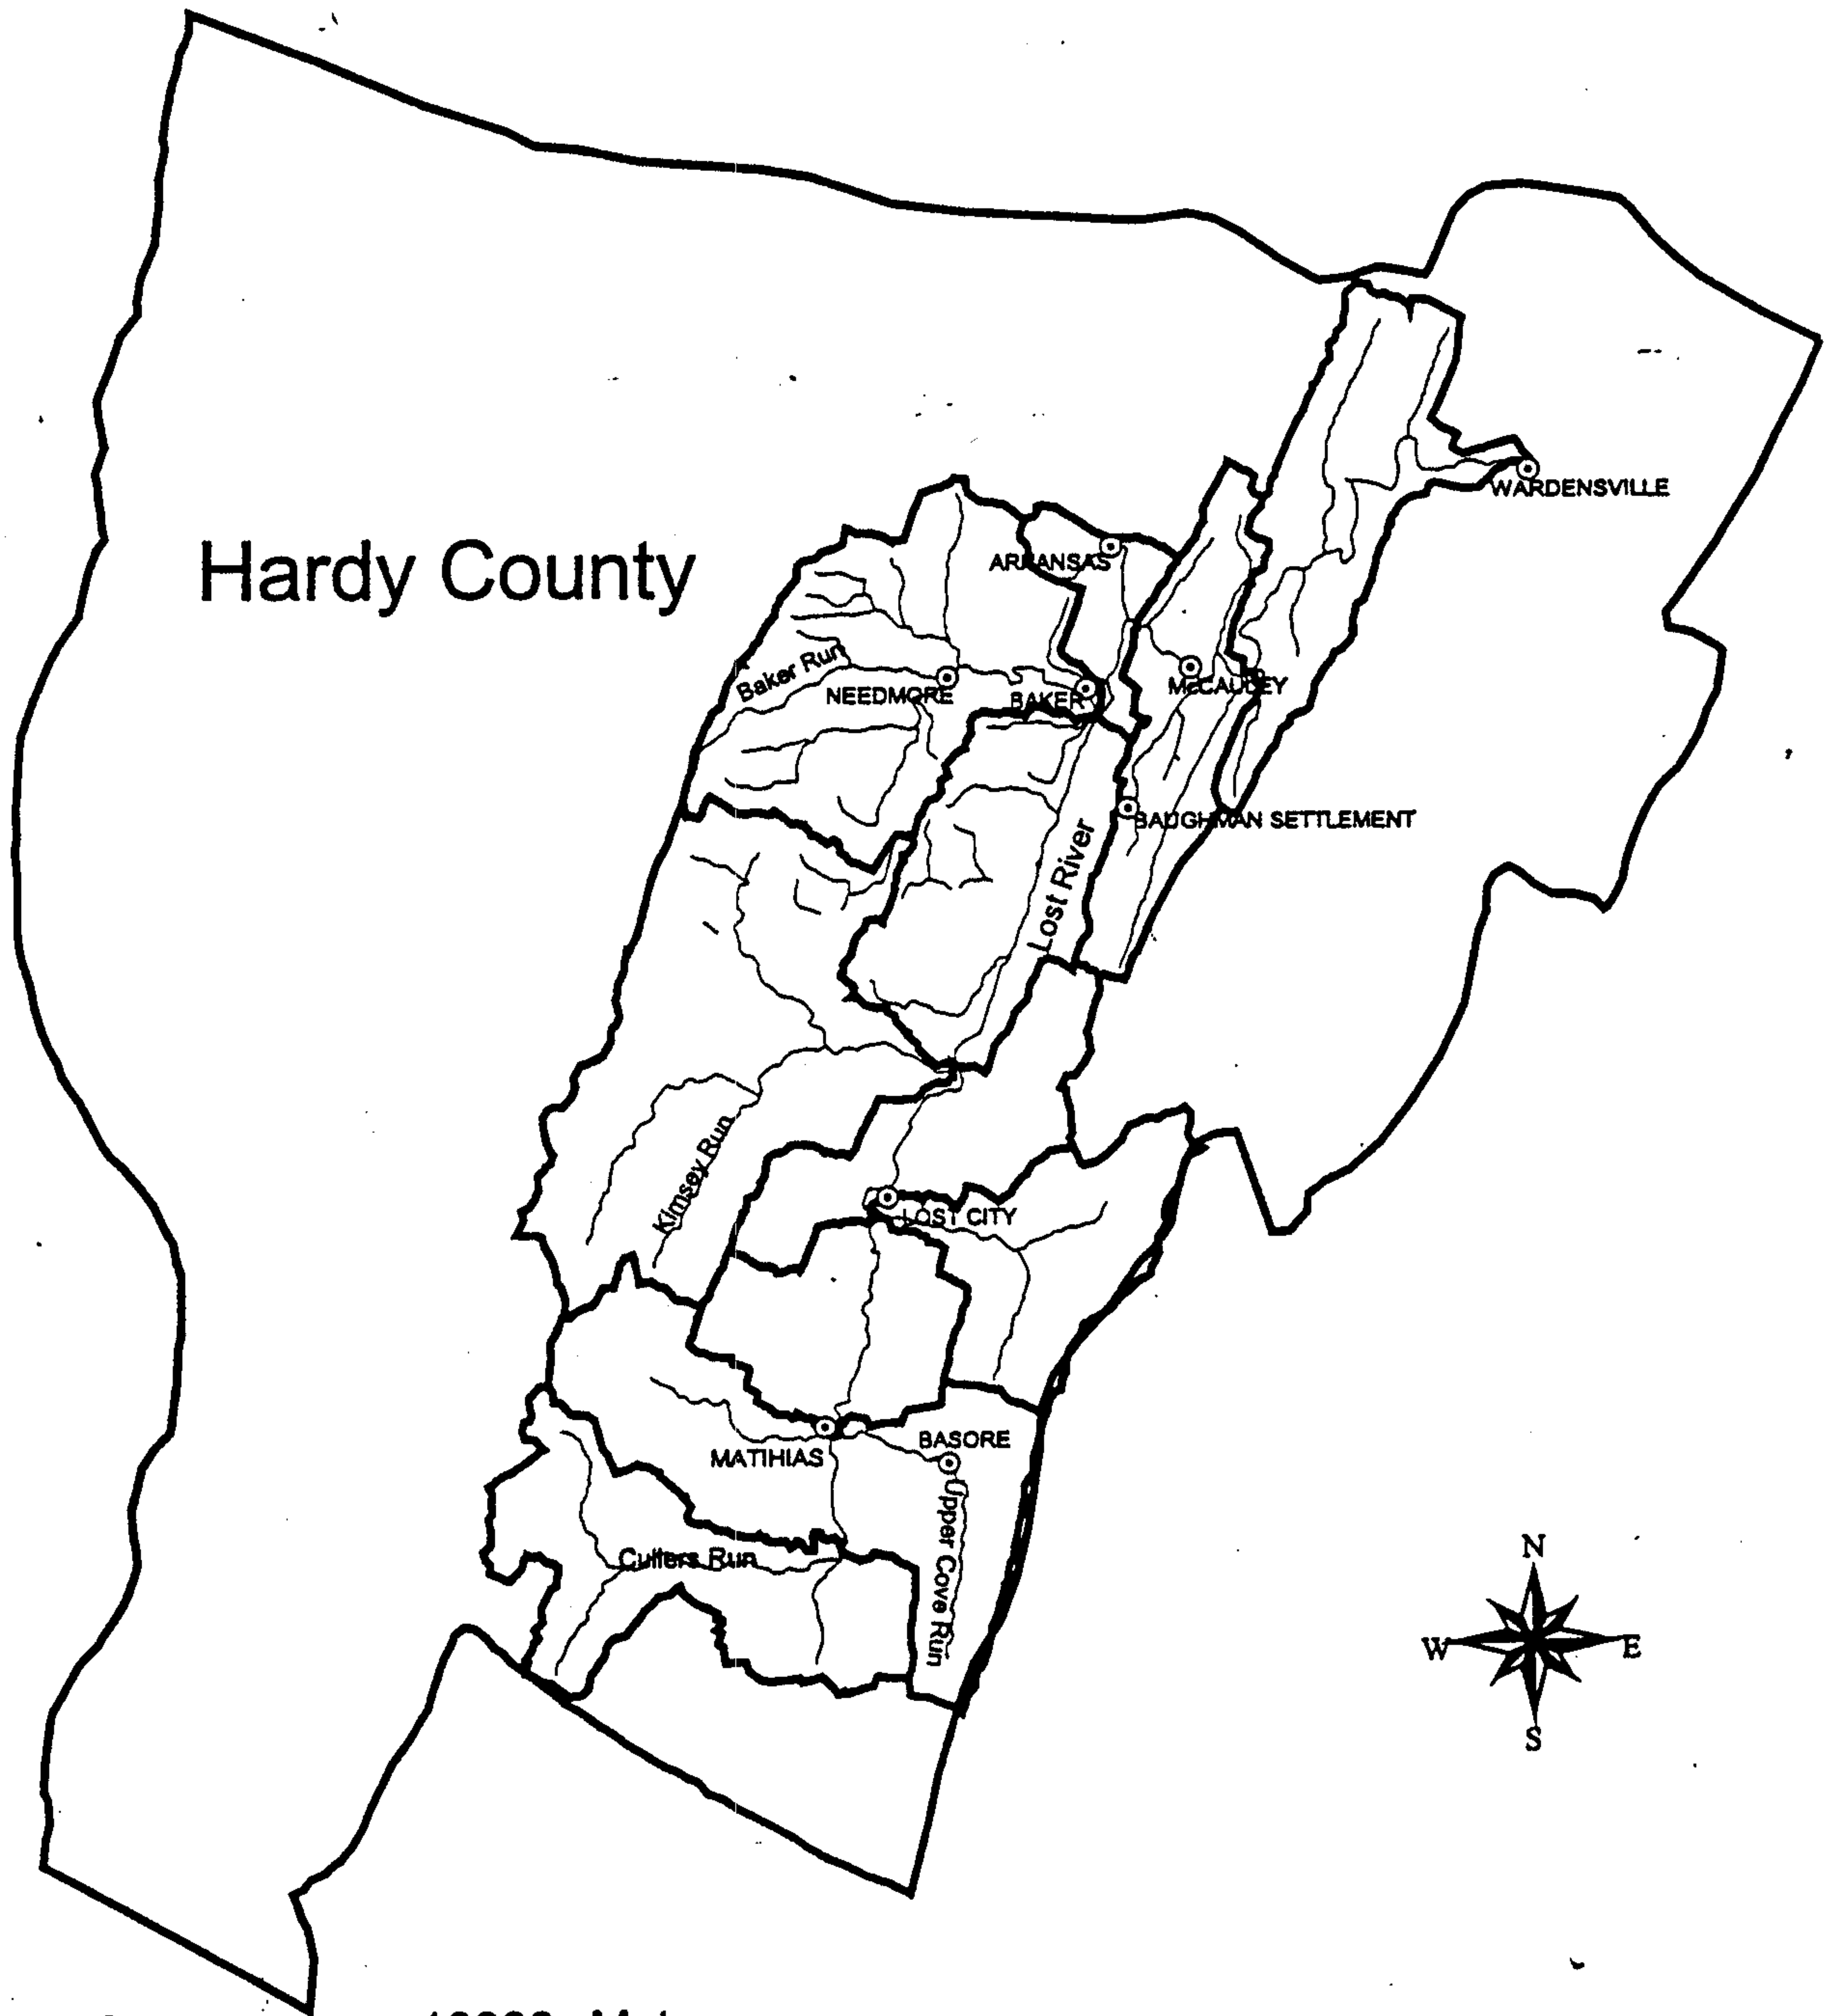 WARDENSVILLE
Hardy County
ARKANSAS
Baker Run
NEEDMORE
BAKER
McCAULEY
BAUGHMAN SETTLEMENT
Lost River
Kimsey Run
LOST CITY
MATHIAS
BASORE
Upper Cove Run
Cullers Run
N
W
E
S